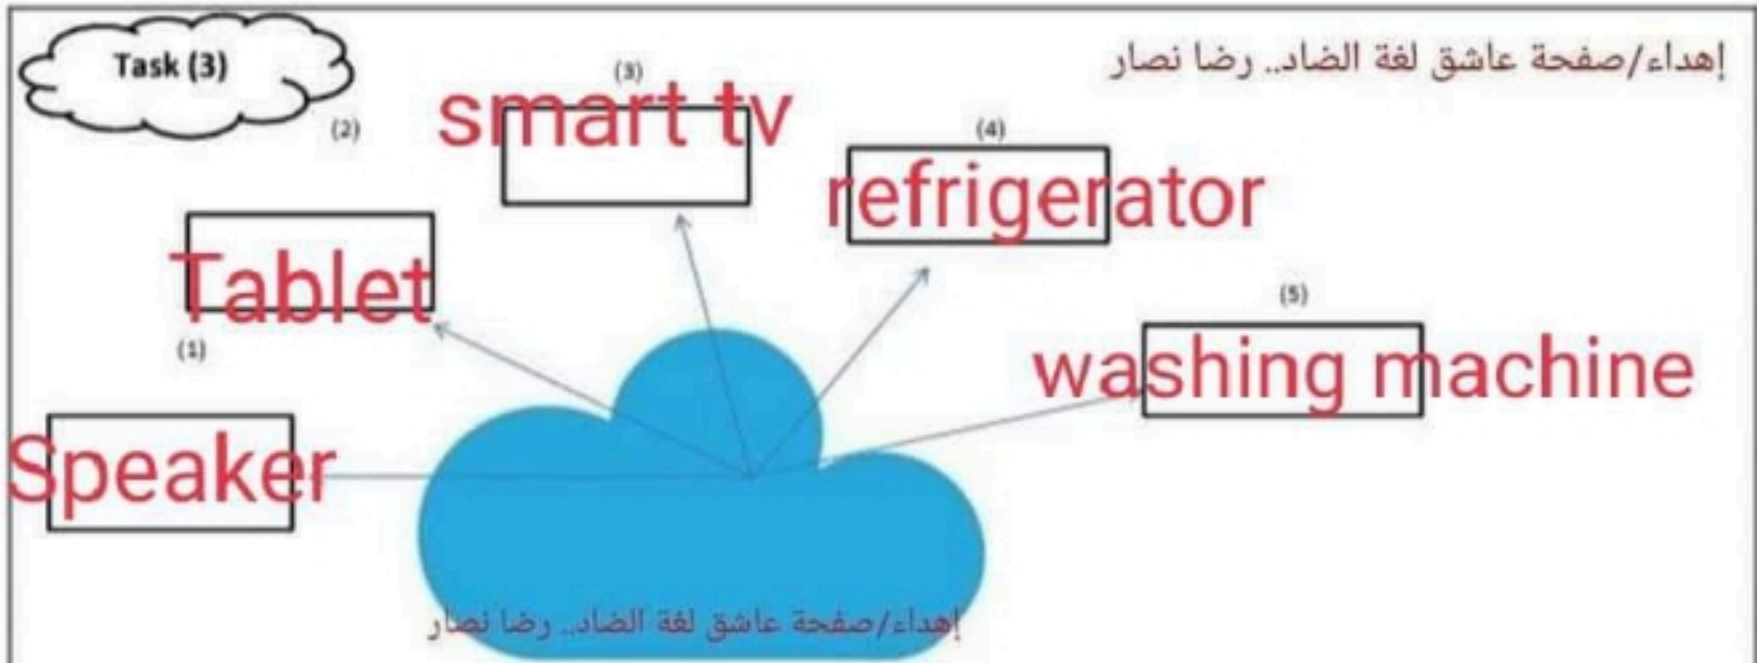 Task (3)
إهداء/صفحة عاشق لغة الضاد.. رضا نصار
(3)
smart tv
(2)
(4)
refrigerator
Tablet
(5)
(1)
washing machine
Speaker
إهداء/صفحة عاشق لغة الضاد.. رضا نصار